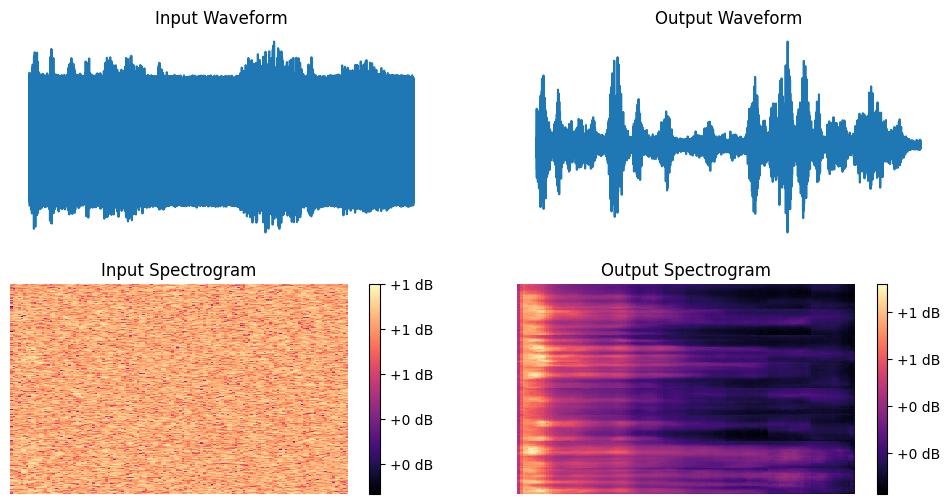 Input Waveform
Output Waveform
Input Spectrogram
+1 dB
+1 dB
+1 dB
+0 dB
+0 dB
Output Spectrogram
+1 dB
+1 dB
+0 dB
+0 dB